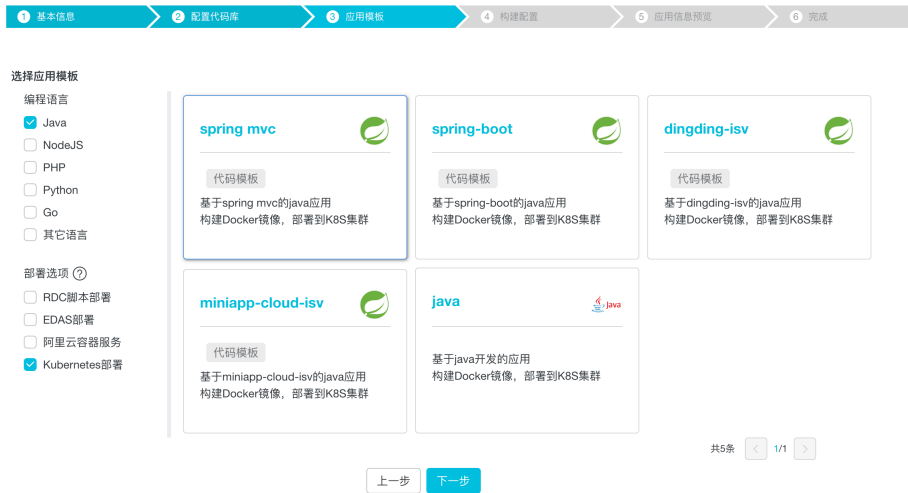 1 基本信息
2 配置代码库
3 应用模板
4 构建配置
5 应用信息预览
6 完成
选择应用模板
编程语言
Java
NodeJS
PHP
Python
Go
其它语言
部署选项 ?
RDC脚本部署
EDAS部署
阿里云容器服务
Kubernetes部署
spring mvc
代码模板
基于spring mvc的java应用
构建Docker镜像，部署到K8S集群
spring-boot
代码模板
基于spring-boot的java应用
构建Docker镜像，部署到K8S集群
dingding-isv
代码模板
基于dingding-isv的java应用
构建Docker镜像，部署到K8S集群
miniapp-cloud-isv
代码模板
基于miniapp-cloud-isv的java应用
构建Docker镜像，部署到K8S集群
java
Java
基于java开发的应用
构建Docker镜像，部署到K8S集群
共5条 < 1/1 >
上一步
下一步